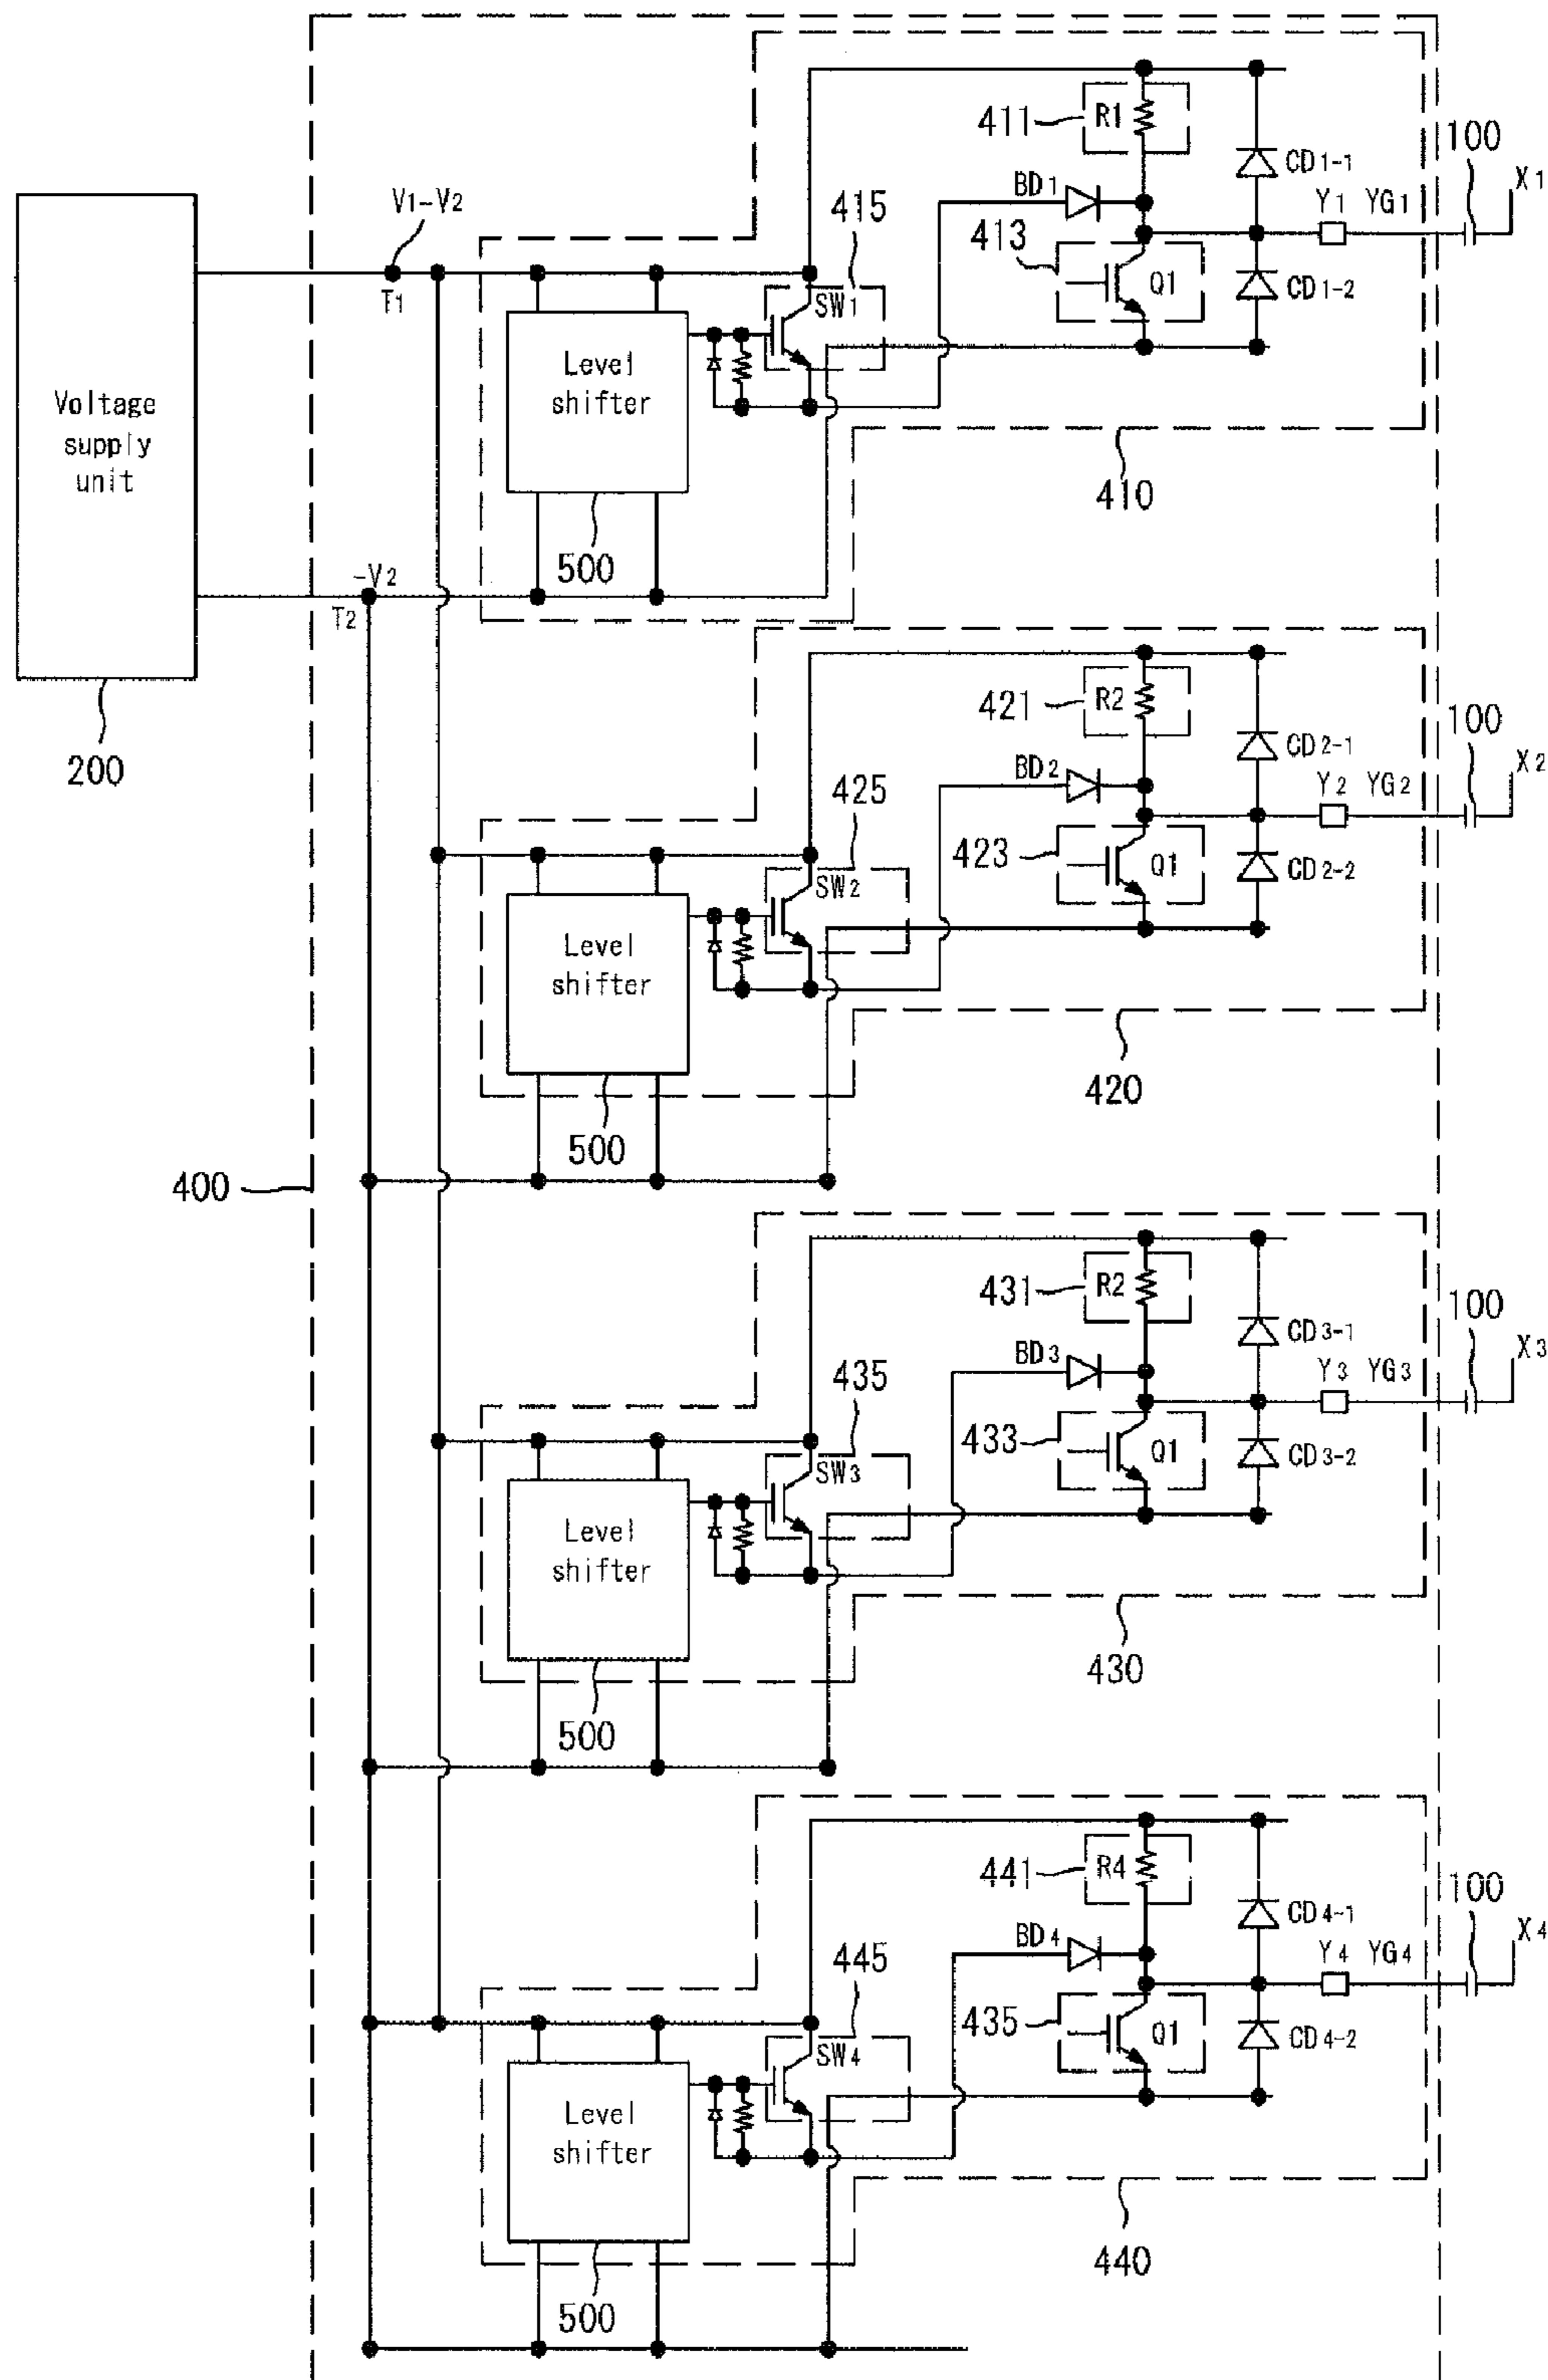 Voltage
supply
unit
200
V1-V2
T1
-V2
T2
400
411
R1
BD1
CD1-1
100
X1
Y1 YG1
415
413
Q1
CD1-2
SW1
Level
shifter
500
410
421
R2
BD2
CD2-1
100
X2
Y2 YG2
425
423
Q1
CD2-2
SW2
Level
shifter
500
420
431
R2
BD3
CD3-1
100
X3
Y3 YG3
435
433
Q1
CD3-2
SW3
Level
shifter
500
430
441
R4
BD4
CD4-1
100
X4
Y4 YG4
445
435
Q1
CD4-2
SW4
Level
shifter
500
440